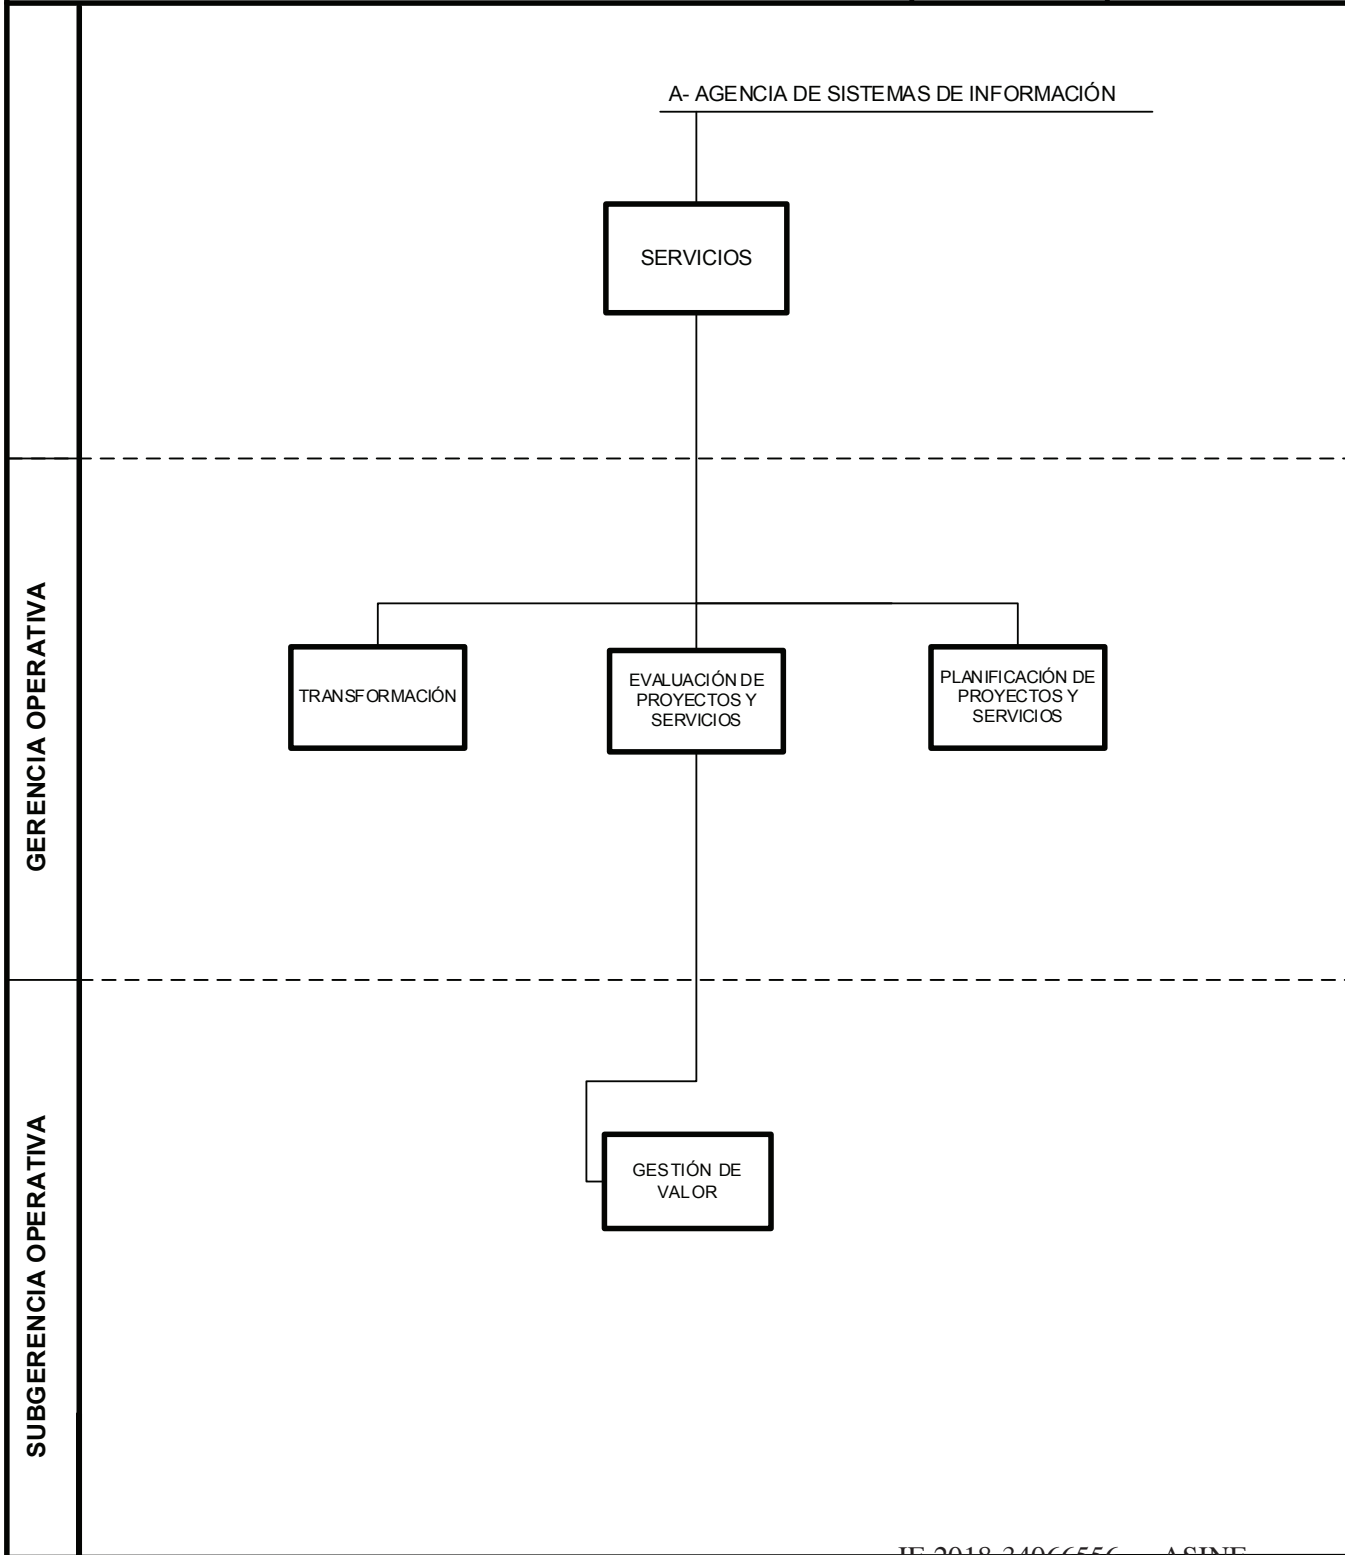 A- AGENCIA DE SISTEMAS DE INFORMACIÓN
SERVICIOS
GERENCIA OPERATIVA
TRANSFORMACIÓN
EVALUACIÓN DE
PROYECTOS Y
SERVICIOS
PLANIFICACIÓN DE
PROYECTOS Y
SERVICIOS
SUBGERENCIA OPERATIVA
GESTIÓN DE
VALOR